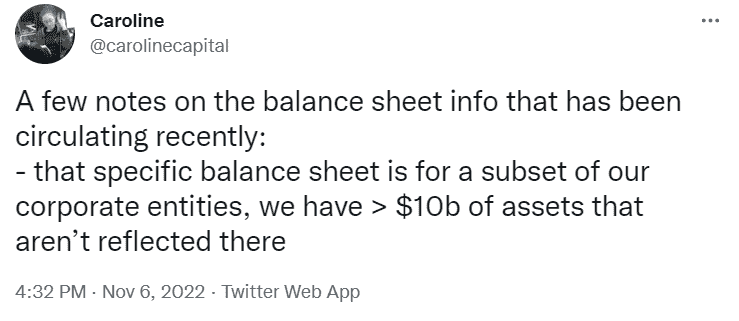 Caroline
@carolinecapital
A few notes on the balance sheet info that has been
circulating recently:
- that specific balance sheet is for a subset of our
corporate entities, we have > $10b of assets that
aren’t reflected there
4:32 PM · Nov 6, 2022 · Twitter Web App